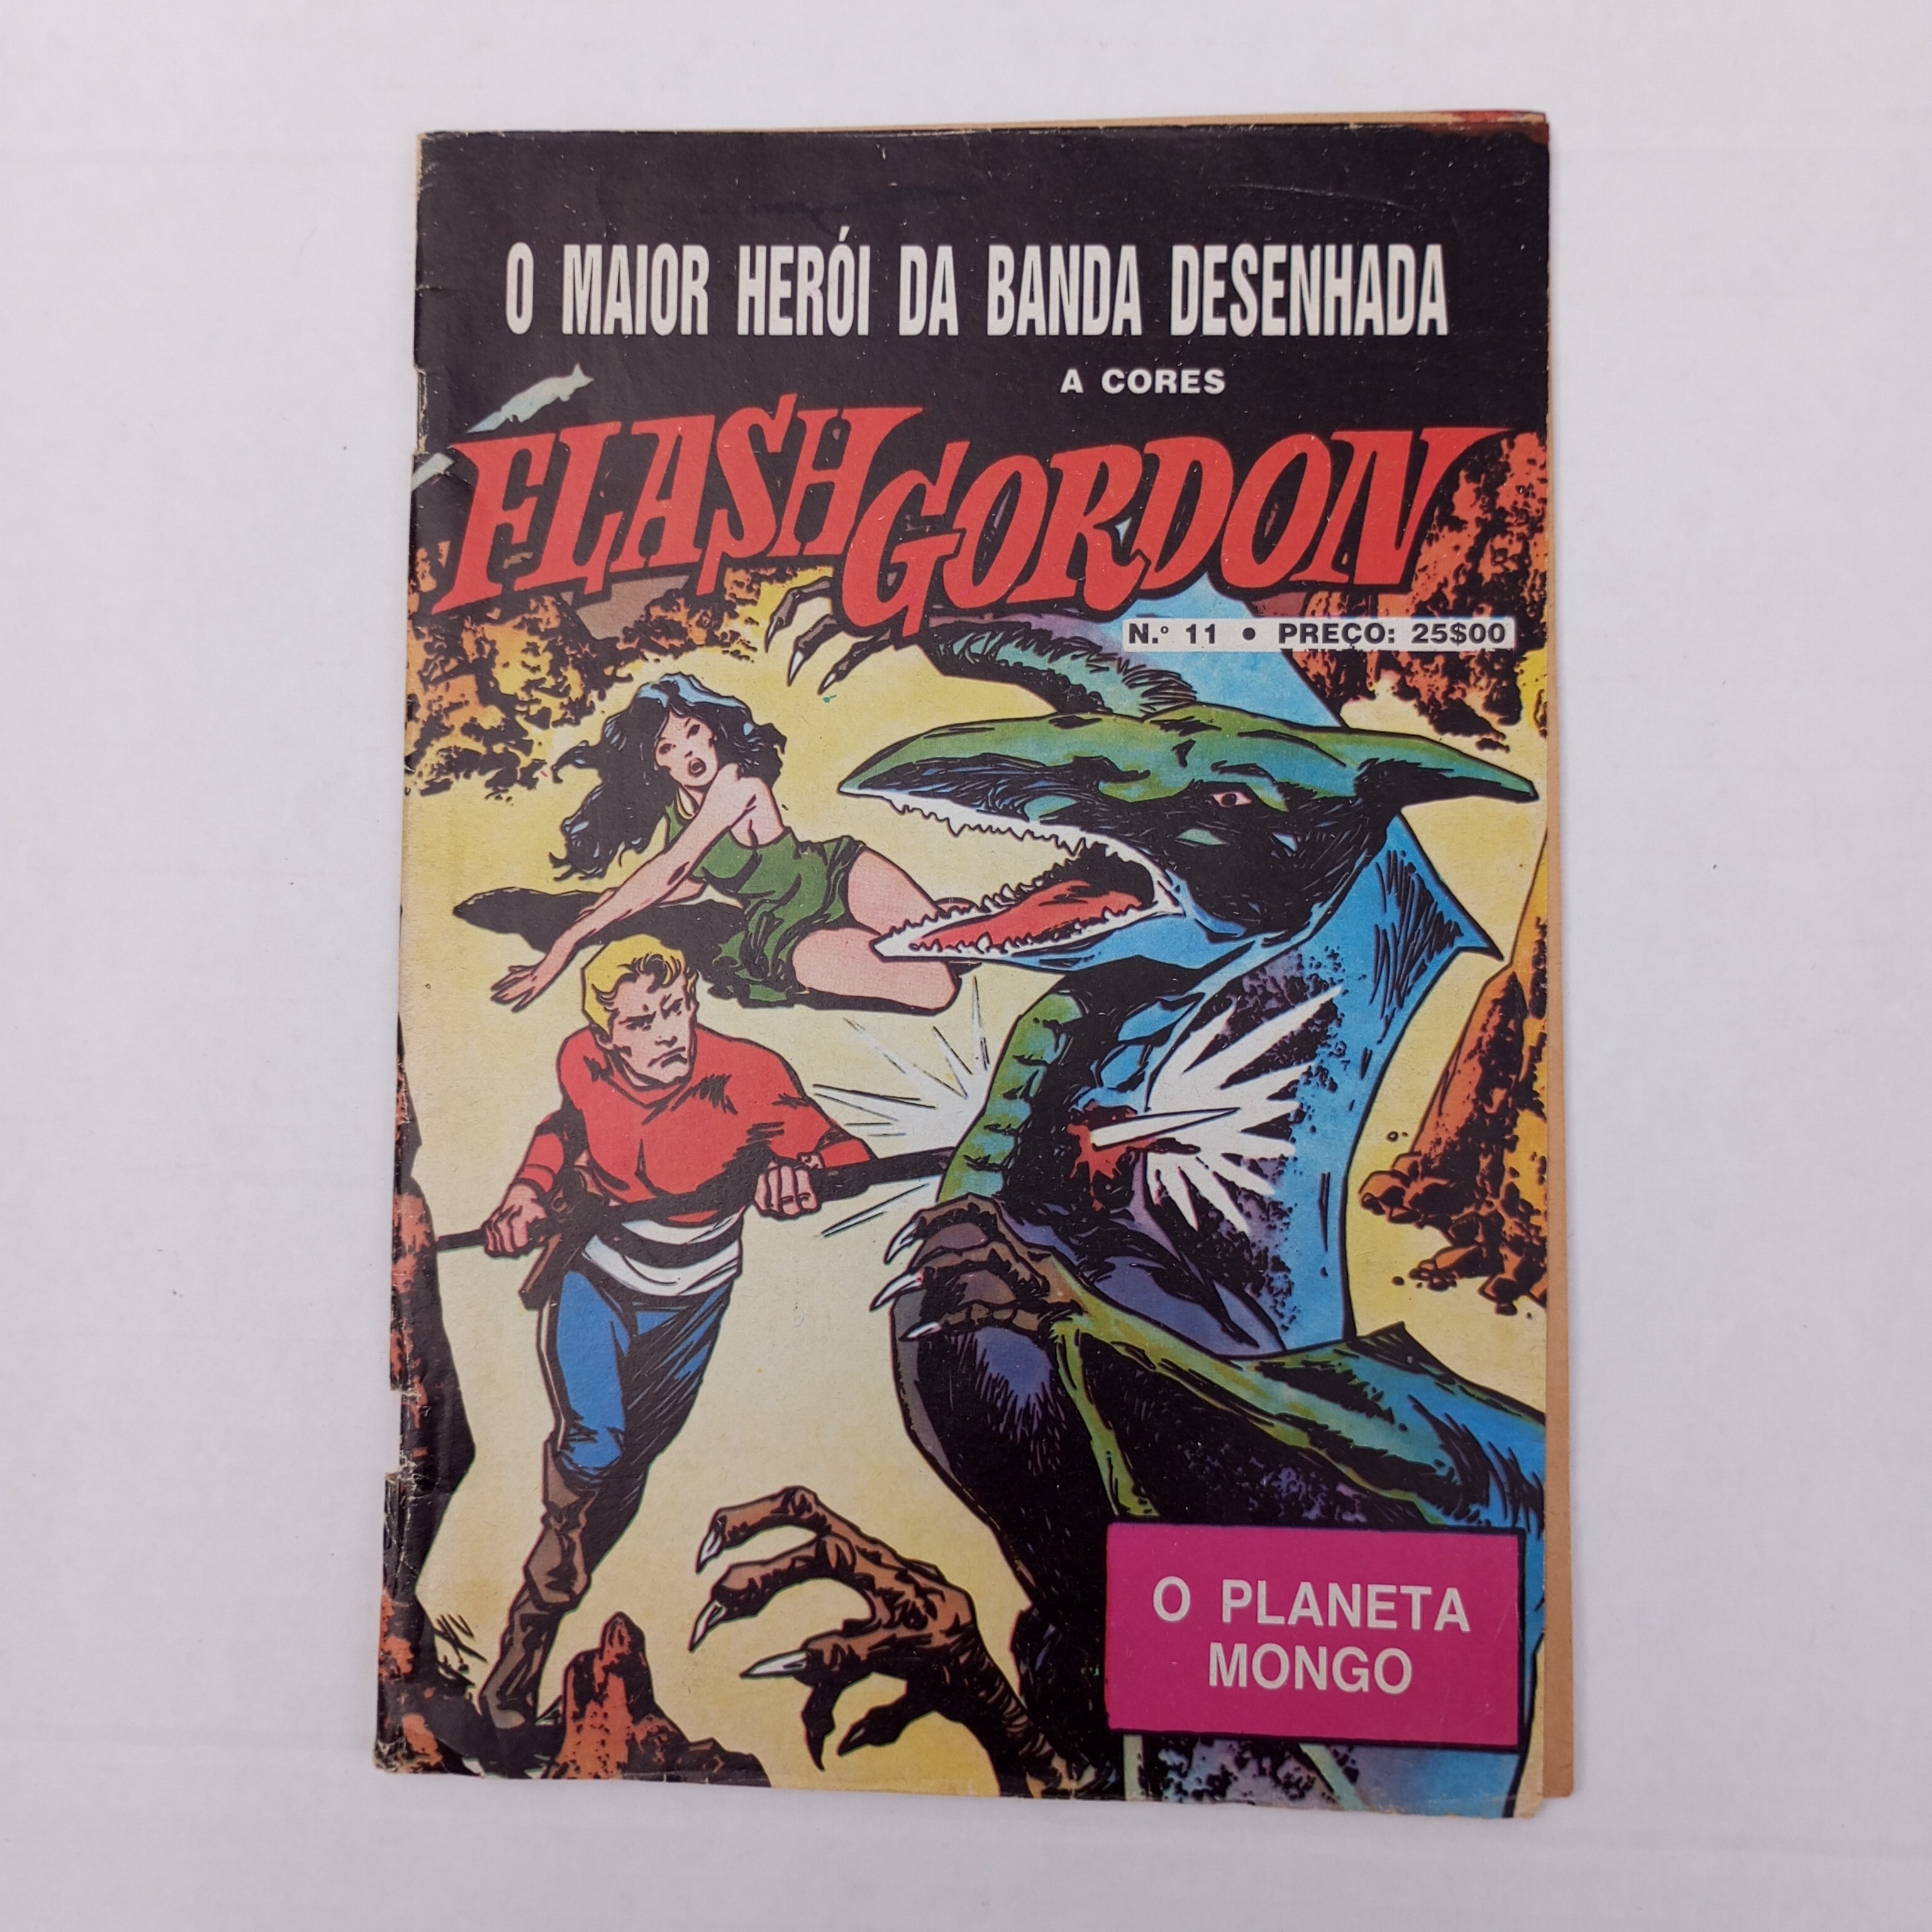 O MAIOR HERÓI DA BANDA DESENHADA
A CORES
FLASH GORDON
N.º 11 • PREÇO: 25$00
O PLANETA
MONGO